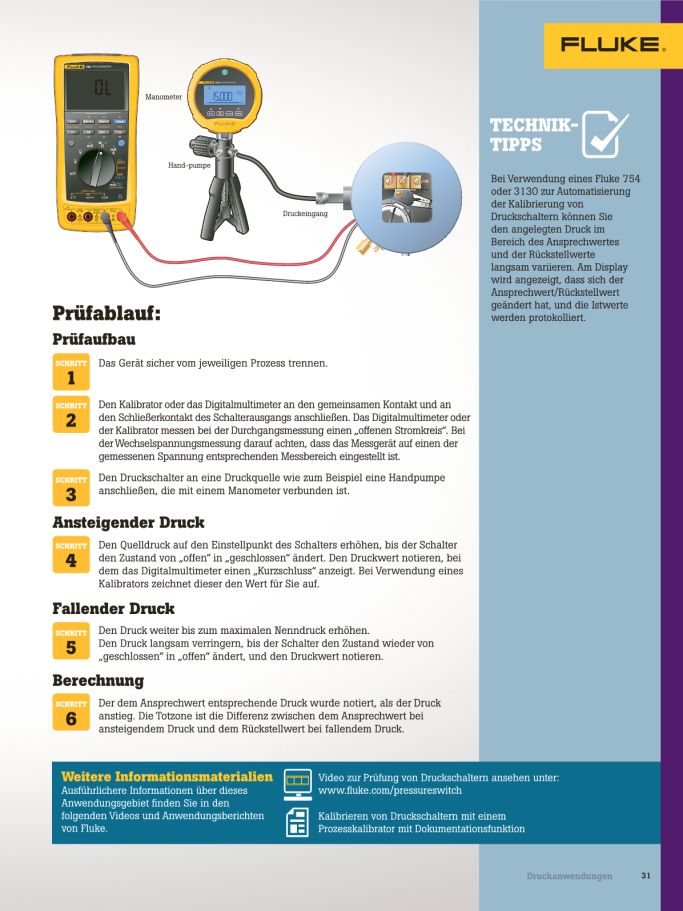 FLUKE®
FLUKE
0L
Manometer
15.000
FLUKE
Hand-pumpe
Druckeingang
TECHNIK-
TIPPS
Bei Verwendung eines Fluke 754
oder 3130 zur Automatisierung
der Kalibrierung von
Druckschaltern können Sie
den angelegten Druck im
Bereich des Ansprechwertes
und der Rückstellwerte
langsam variieren. Am Display
wird angezeigt, dass sich der
Ansprechwert/Rückstellwert
geändert hat, und die Istwerte
werden protokolliert.
Prüfablauf:
Prüfaufbau
SCHRITT
1
Das Gerät sicher vom jeweiligen Prozess trennen.
SCHRITT
2
Den Kalibrator oder das Digitalmultimeter an den gemeinsamen Kontakt und an
den Schließerkontakt des Schalterausgangs anschließen. Das Digitalmultimeter oder
der Kalibrator messen bei der Durchgangsmessung einen „offenen Stromkreis“. Bei
der Wechselspannungsmessung darauf achten, dass das Messgerät auf einen der
gemessenen Spannung entsprechenden Messbereich eingestellt ist.
SCHRITT
3
Den Druckschalter an eine Druckquelle wie zum Beispiel eine Handpumpe
anschließen, die mit einem Manometer verbunden ist.
Ansteigender Druck
SCHRITT
4
Den Quelldruck auf den Einstellpunkt des Schalters erhöhen, bis der Schalter
den Zustand von „offen“ in „geschlossen“ ändert. Den Druckwert notieren, bei
dem das Digitalmultimeter einen „Kurzschluss“ anzeigt. Bei Verwendung eines
Kalibrators zeichnet dieser den Wert für Sie auf.
Fallender Druck
SCHRITT
5
Den Druck weiter bis zum maximalen Nenndruck erhöhen.
Den Druck langsam verringern, bis der Schalter den Zustand wieder von
„geschlossen“ in „offen“ ändert, und den Druckwert notieren.
Berechnung
SCHRITT
6
Der dem Ansprechwert entsprechende Druck wurde notiert, als der Druck
anstieg. Die Totzone ist die Differenz zwischen dem Ansprechwert bei
ansteigendem Druck und dem Rückstellwert bei fallendem Druck.
Weitere Informationsmaterialien
Ausführlichere Informationen über dieses
Anwendungsgebiet finden Sie in den
folgenden Videos und Anwendungsberichten
von Fluke.
Video zur Prüfung von Druckschaltern ansehen unter:
www.fluke.com/pressureswitch
Kalibrieren von Druckschaltern mit einem
Prozesskalibrator mit Dokumentationsfunktion
Druckanwendungen 31